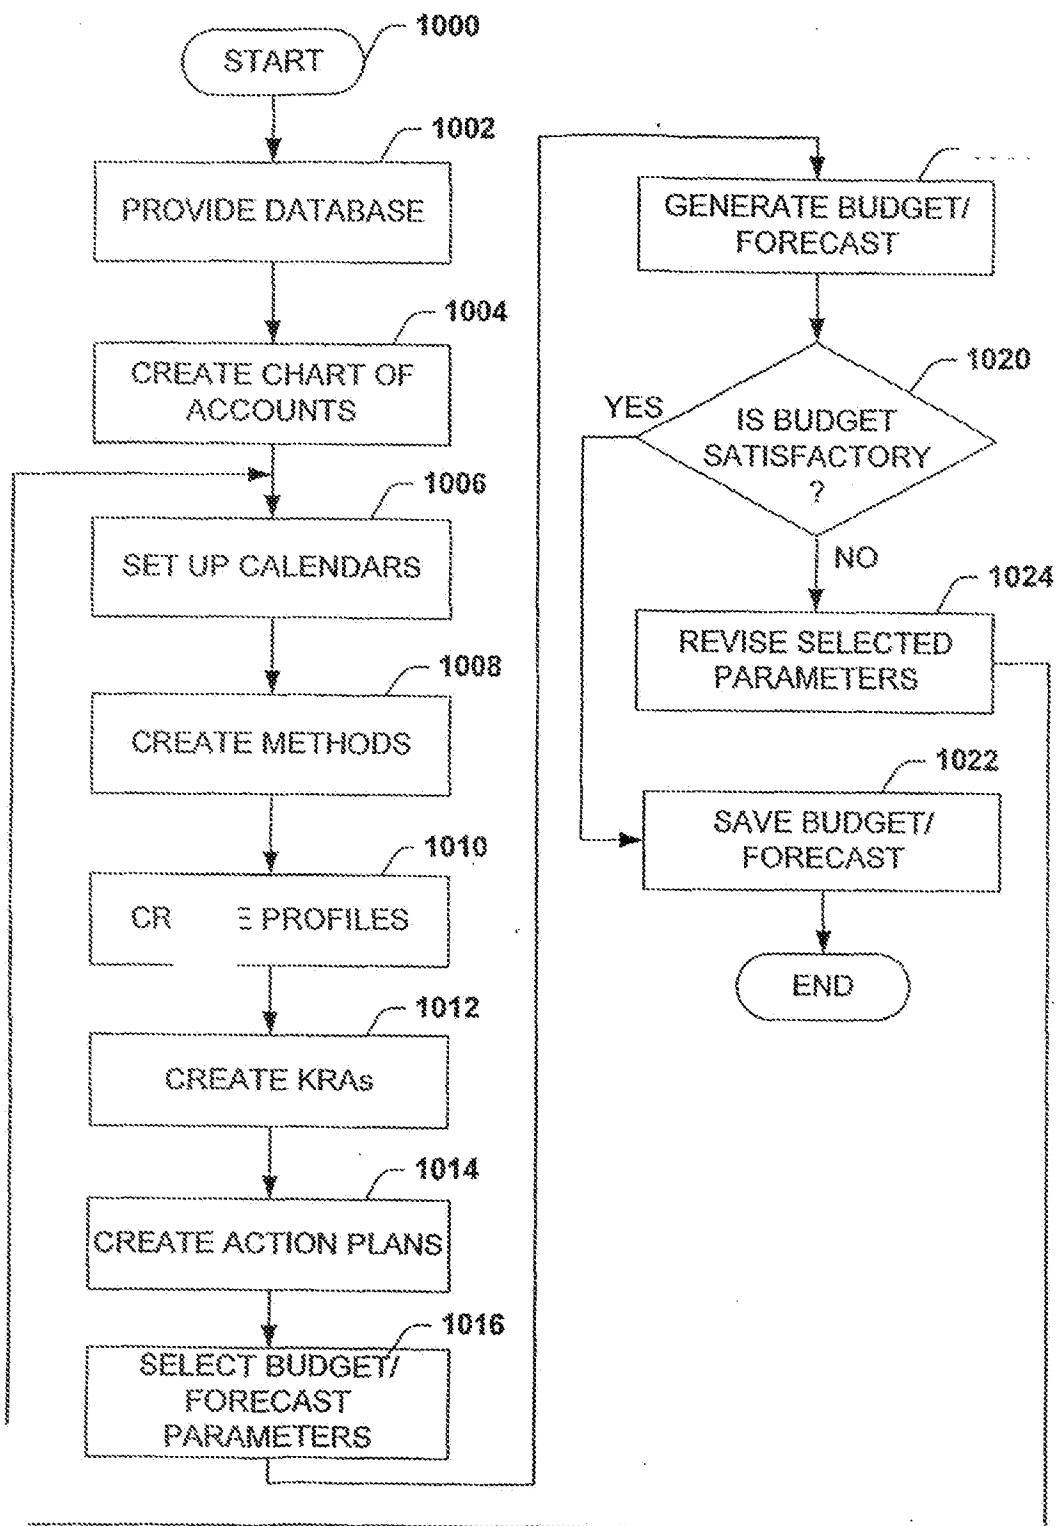 1000
START
1002
PROVIDE DATABASE
1004
CREATE CHART OF
ACCOUNTS
1006
SET UP CALENDARS
1008
CREATE METHODS
1010
PROFILES
1012
CREATE KRAs
1014
CREATE ACTION PLANS
1016
SELECT BUDGET/
FORECAST
PARAMETERS
GENERATE BUDGET/
FORECAST
1020
YES
IS BUDGET
SATISFACTORY
?
NO
1024
REVISE SELECTED
PARAMETERS
1022
SAVE BUDGET/
FORECAST
END